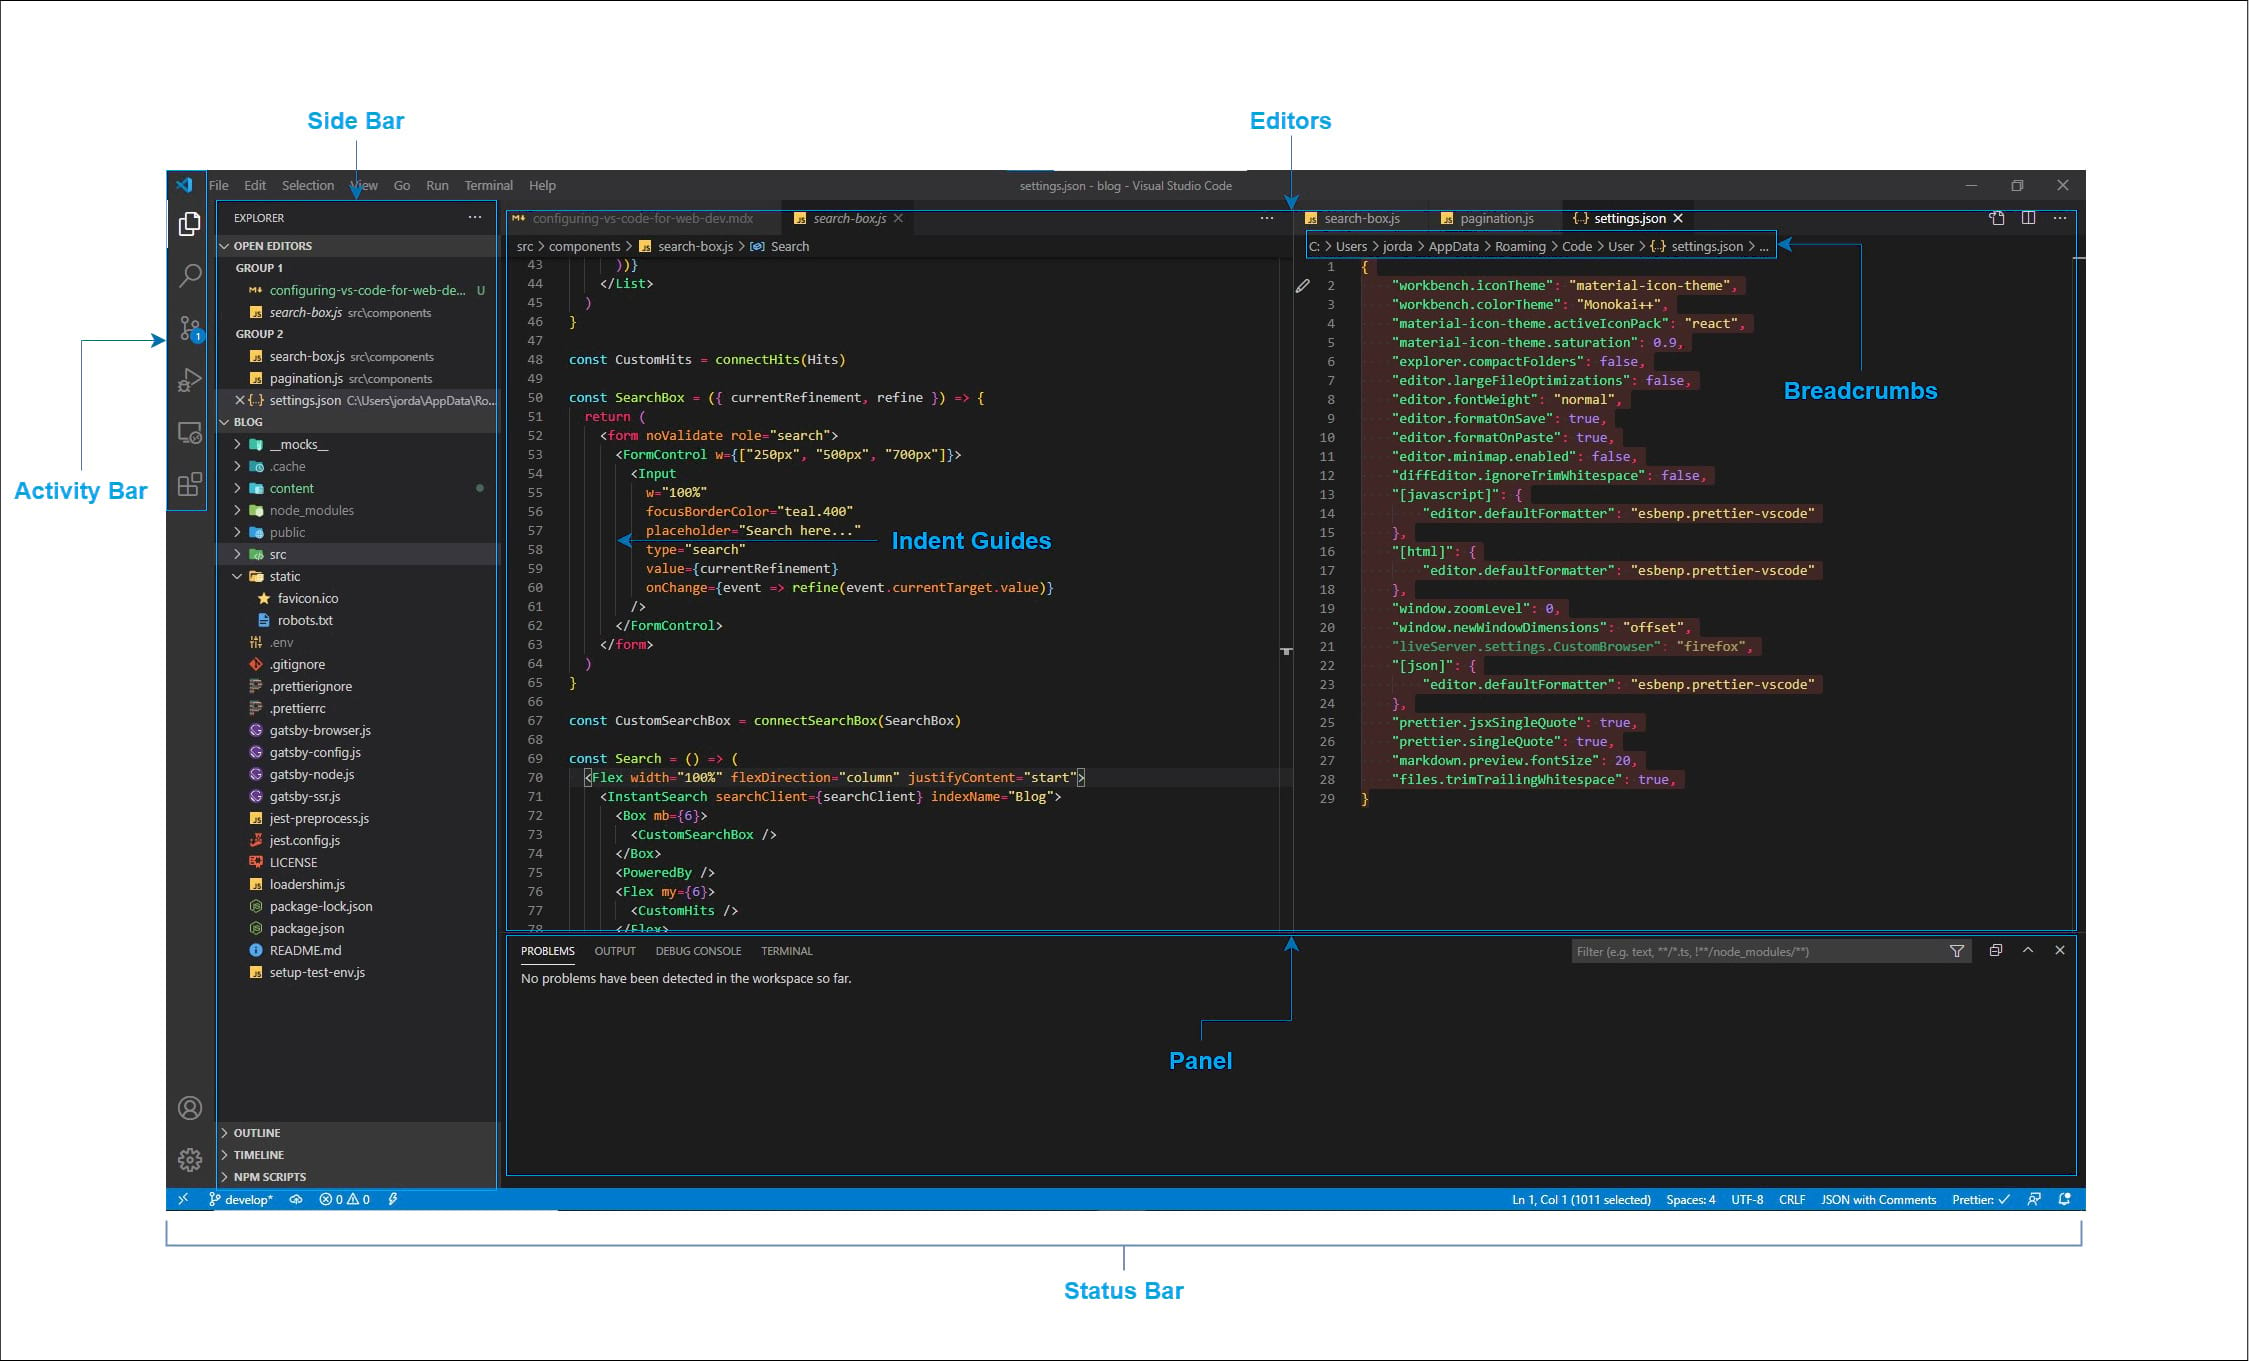 Side Bar
Editors
File Edit Selection View Go Run Terminal Help
settings.json - blog - Visual Studio Code
EXPLORER
OPEN EDITORS
GROUP 1
configuring-vs-code-for-web-de... U
search-box.js src\components
GROUP 2
search-box.js src\components
pagination.js src\components
settings.json C:\Users\jorda\AppData\Ro...
BLOG
__mocks__
.cache
content
node_modules
public
src
static
favicon.ico
robots.txt
.env
.gitignore
.prettierignore
.prettierrc
gatsby-browser.js
gatsby-config.js
gatsby-node.js
gatsby-ssr.js
jest-preprocess.js
jest.config.js
LICENSE
loadershim.js
package-lock.json
package.json
README.md
setup-test-env.js
OUTLINE
TIMELINE
NPM SCRIPTS
1
Activity Bar
configuring-vs-code-for-web-dev.mdx search-box.js
src > components > search-box.js > Search
43 ))}
44 </List>
45 )
46 }
47
48 const CustomHits = connectHits(Hits)
49
50 const SearchBox = ({ currentRefinement, refine }) => {
51 return (
52 <form noValidate role="search">
53 <FormControl w={["250px", "500px", "700px"]}>
54 <Input
55 w="100%"
56 focusBorderColor="teal.400"
57 placeholder="Search here..."
58 type="search"
59 value={currentRefinement}
60 onChange={event => refine(event.currentTarget.value)}
61 />
62 </FormControl>
63 </form>
64 )
65 }
66
67 const CustomSearchBox = connectSearchBox(SearchBox)
68
69 const Search = () => (
70 <Flex width="100%" flexDirection="column" justifyContent="start">
71 <InstantSearch searchClient={searchClient} indexName="Blog">
72 <Box mb={6}>
73 <CustomSearchBox />
74 </Box>
75 <PoweredBy />
76 <Flex my={6}>
77 <CustomHits />
78 </Flex>
Indent Guides
search-box.js pagination.js settings.json
C: > Users > jorda > AppData > Roaming > Code > User > {..} settings.json > ...
1 {
2 "workbench.iconTheme": "material-icon-theme",
3 "workbench.colorTheme": "Monokai++",
4 "material-icon-theme.activeIconPack": "react",
5 "material-icon-theme.saturation": 0.9,
6 "explorer.compactFolders": false,
7 "editor.largeFileOptimizations": false,
8 "editor.fontWeight": "normal",
9 "editor.formatOnSave": true,
10 "editor.formatOnPaste": true,
11 "editor.minimap.enabled": false,
12 "diffEditor.ignoreTrimWhitespace": false,
13 "[javascript]": {
14 "editor.defaultFormatter": "esbenp.prettier-vscode"
15 },
16 "[html]": {
17 "editor.defaultFormatter": "esbenp.prettier-vscode"
18 },
19 "window.zoomLevel": 0,
20 "window.newWindowDimensions": "offset",
21 "liveServer.settings.CustomBrowser": "firefox",
22 "[json]": {
23 "editor.defaultFormatter": "esbenp.prettier-vscode"
24 },
25 "prettier.jsxSingleQuote": true,
26 "prettier.singleQuote": true,
27 "markdown.preview.fontSize": 20,
28 "files.trimTrailingWhitespace": true,
29 }
Breadcrumbs
PROBLEMS OUTPUT DEBUG CONSOLE TERMINAL
Filter (e.g. text, **/*.ts, !**/node_modules/**)
No problems have been detected in the workspace so far.
Panel
develop* 0 0
Ln 1, Col 1 (1011 selected) Spaces: 4 UTF-8 CRLF JSON with Comments Prettier: ✓
Status Bar